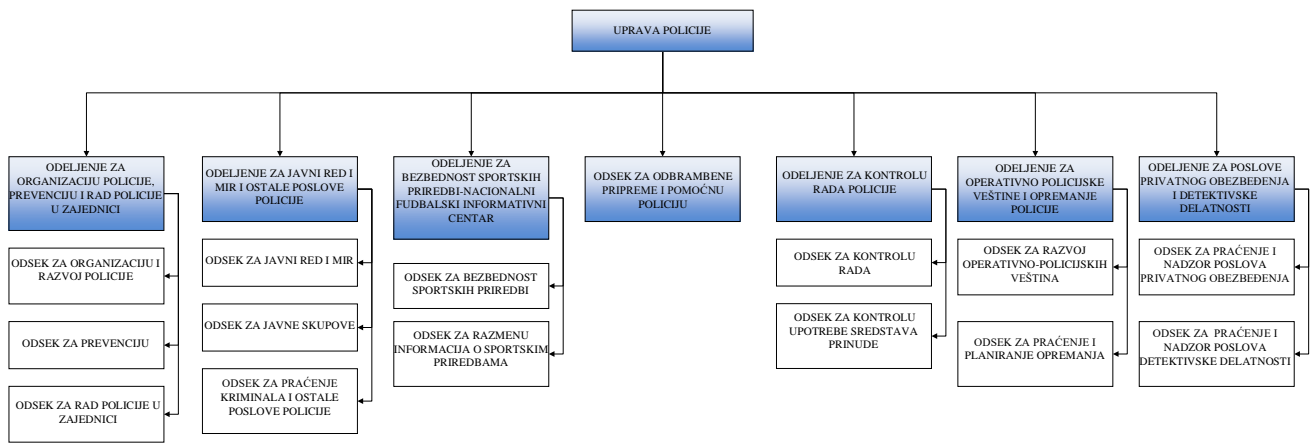 UPRAVA POLICIJE
ODELJENJE ZA
ORGANIZACIJU POLICIJE,
PREVENCIJU I RAD POLICIJE
U ZAJEDNICI
ODSEK ZA ORGANIZACIJU I
RAZVOJ POLICIJE
ODSEK ZA PREVENCIJU
ODSEK ZA RAD POLICIJE U
ZAJEDNICI
ODELJENJE ZA JAVNI RED I
MIR I OSTALE POSLOVE
POLICIJE
ODSEK ZA JAVNI RED I MIR
ODSEK ZA JAVNE SKUPOVE
ODSEK ZA PRAĆENJE
KRIMINALA I OSTALE
POSLOVE POLICIJE
ODELJENJE ZA
BEZBEDNOST SPORTSKIH
PRIREDBI-NACIONALNI
FUDBALSKI INFORMATIVNI
CENTAR
ODSEK ZA BEZBEDNOST
SPORTSKIH PRIREDBI
ODSEK ZA RAZMENU
INFORMACIJA O SPORTSKIM
PRIREDBAMA
ODSEK ZA ODBRAMBENE
PRIPREME I POMOĆNU
POLICIJU
ODELJENJE ZA KONTROLU
RADA POLICIJE
ODSEK ZA KONTROLU
RADA
ODSEK ZA KONTROLU
UPOTREBE SREDSTAVA
PRINUDE
ODELJENJE ZA
OPERATIVNO POLICIJSKE
VEŠTINE I OPREMANJE
POLICIJE
ODSEK ZA RAZVOJ
OPERATIVNO-POLICIJSKIH
VEŠTINA
ODSEK ZA PRAĆENJE I
PLANIRANJE OPREMANJA
ODELJENJE ZA POSLOVE
PRIVATNOG OBEZBEĐENJA
I DETEKTIVSKE
DELATNOSTI
ODSEK ZA PRAĆENJE I
NADZOR POSLOVA
PRIVATNOG OBEZBEĐENJA
ODSEK ZA PRAĆENJE I
NADZOR POSLOVA
DETEKTIVSKE DELATNOSTI